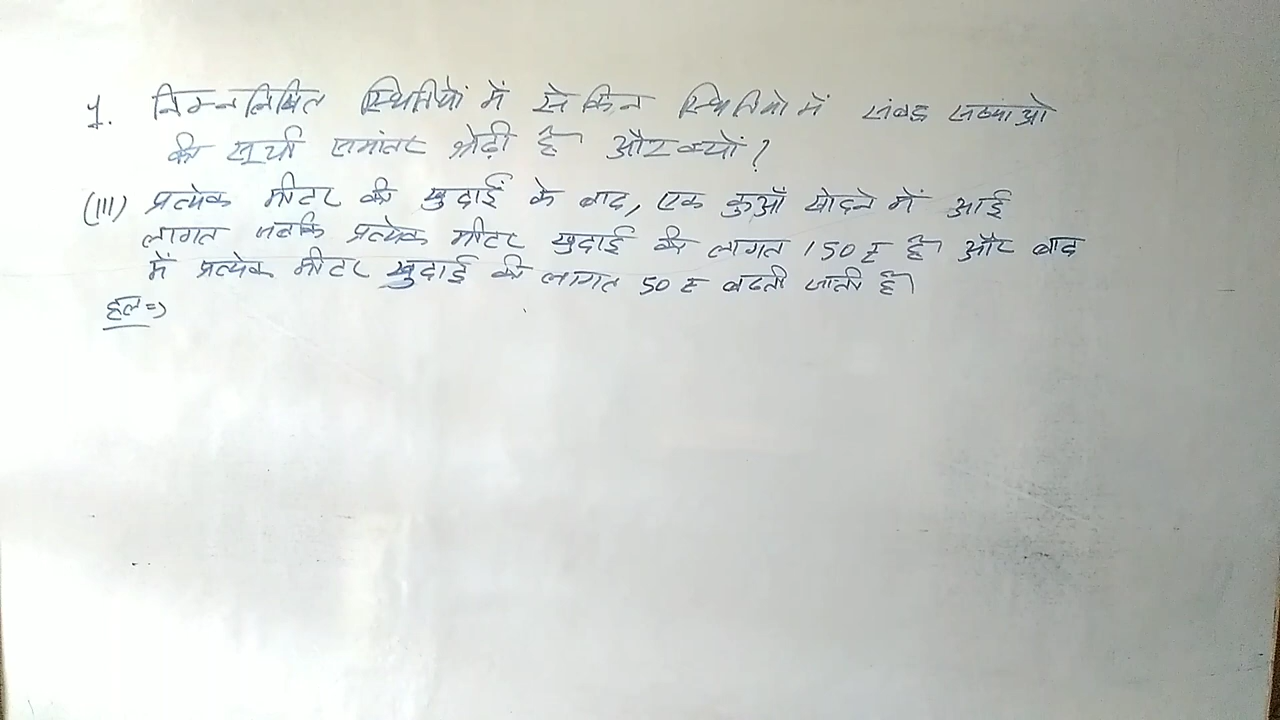 1. निम्नलिखित स्थितियों में से किन स्थितियो में संबद्ध संख्याओ
की सूची समांतर श्रेढ़ी है और क्यों?
(III) प्रत्येक मीटर की खुदाई के बाद, एक कुआँ खोदने में आई
लागत जबकि प्रत्येक मीटर खुदाई की लागत 150 ₹ है और बाद
में प्रत्येक मीटर खुदाई की लागत 50 ₹ बढती जाती है।
हल⇒